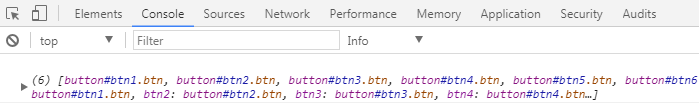 Elements Console Sources Network Performance Memory Application Security Audits
top Filter Info
(6) [button#btn1.btn, button#btn2.btn, button#btn3.btn, button#btn4.btn, button#btn5.btn, button#btn6
button#btn1.btn, btn2: button#btn2.btn, btn3: button#btn3.btn, btn4: button#btn4.btn…]